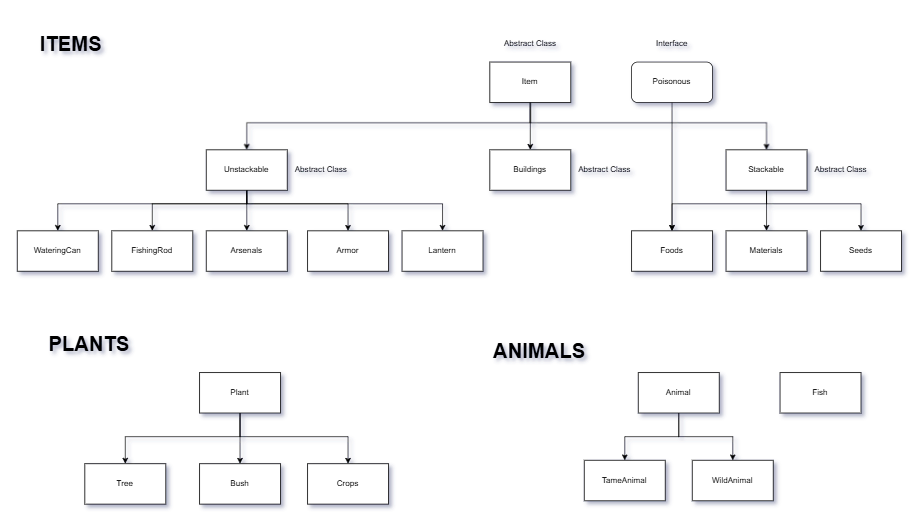 ITEMS
Abstract Class
Interface
Item
Poisonous
Unstackable
Abstract Class
Buildings
Abstract Class
Stackable
Abstract Class
WateringCan
FishingRod
Arsenals
Armor
Lantern
Foods
Materials
Seeds
PLANTS
ANIMALS
Plant
Animal
Fish
Tree
Bush
Crops
TameAnimal
WildAnimal